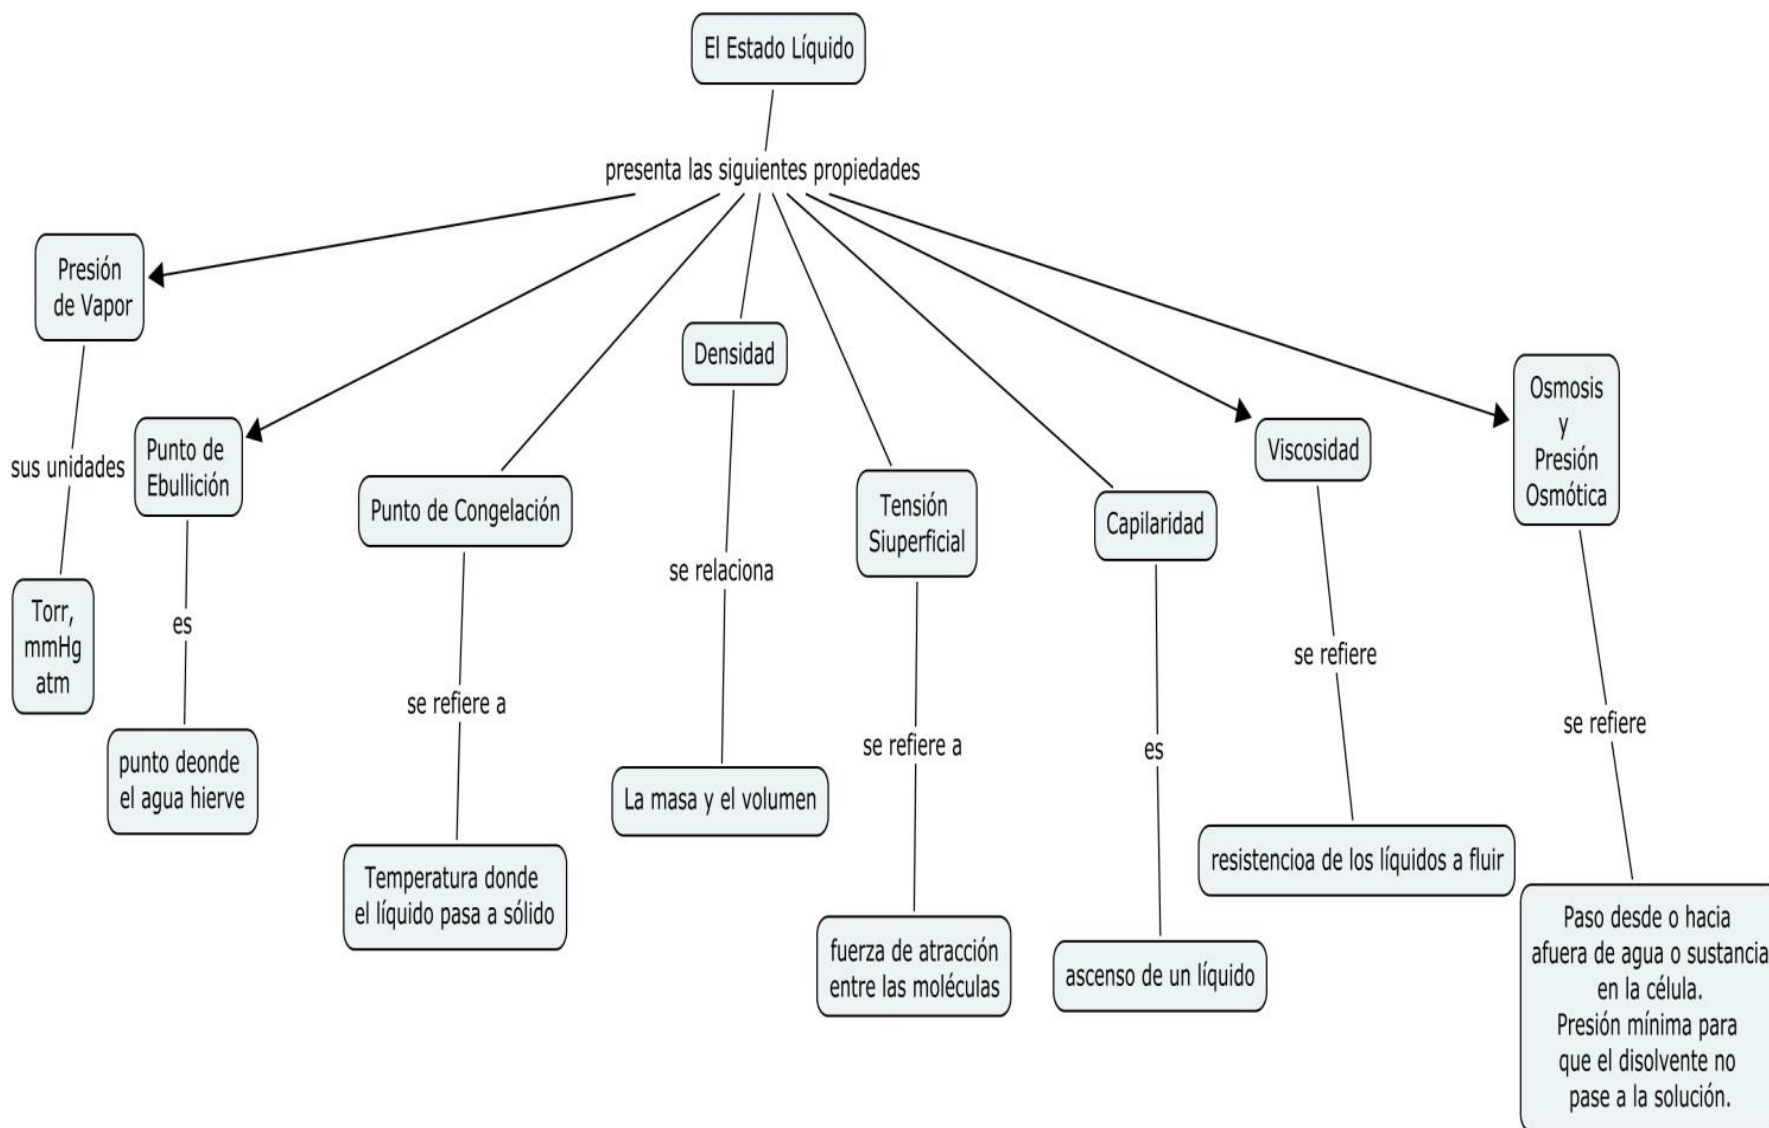 El Estado Líquido
presenta las siguientes propiedades
Presión
de Vapor
sus unidades
Torr,
mmHg
atm
Punto de
Ebullición
es
punto deonde
el agua hierve
Punto de Congelación
se refiere a
Temperatura donde
el líquido pasa a sólido
Densidad
se relaciona
La masa y el volumen
Tensión
Siuperficial
se refiere a
fuerza de atracción
entre las moléculas
Capilaridad
es
ascenso de un líquido
Viscosidad
se refiere
resistencioa de los líquidos a fluir
Osmosis
y
Presión
Osmótica
se refiere
Paso desde o hacia
afuera de agua o sustancia
en la célula.
Presión mínima para
que el disolvente no
pase a la solución.